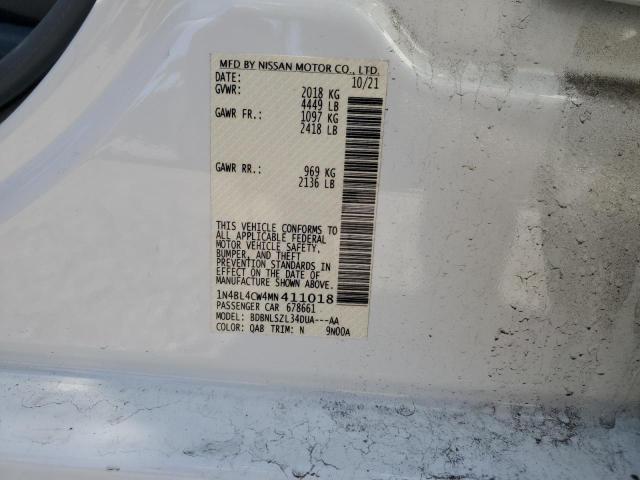 MFD BY NISSAN MOTOR CO., LTD.
DATE: 10/21
GVWR: 2018 KG
4449 LB
GAWR FR.: 1097 KG
2418 LB
GAWR RR.: 969 KG
2136 LB
THIS VEHICLE CONFORMS TO
ALL APPLICABLE FEDERAL
MOTOR VEHICLE SAFETY,
BUMPER, AND THEFT
PREVENTION STANDARDS IN
EFFECT ON THE DATE OF
MANUFACTURE SHOWN ABOVE.
1N4BL4CW4MN411018
PASSENGER CAR 678661
MODEL: BDBNLSZL34DUA---AA
COLOR: QAB TRIM: N 9N00A